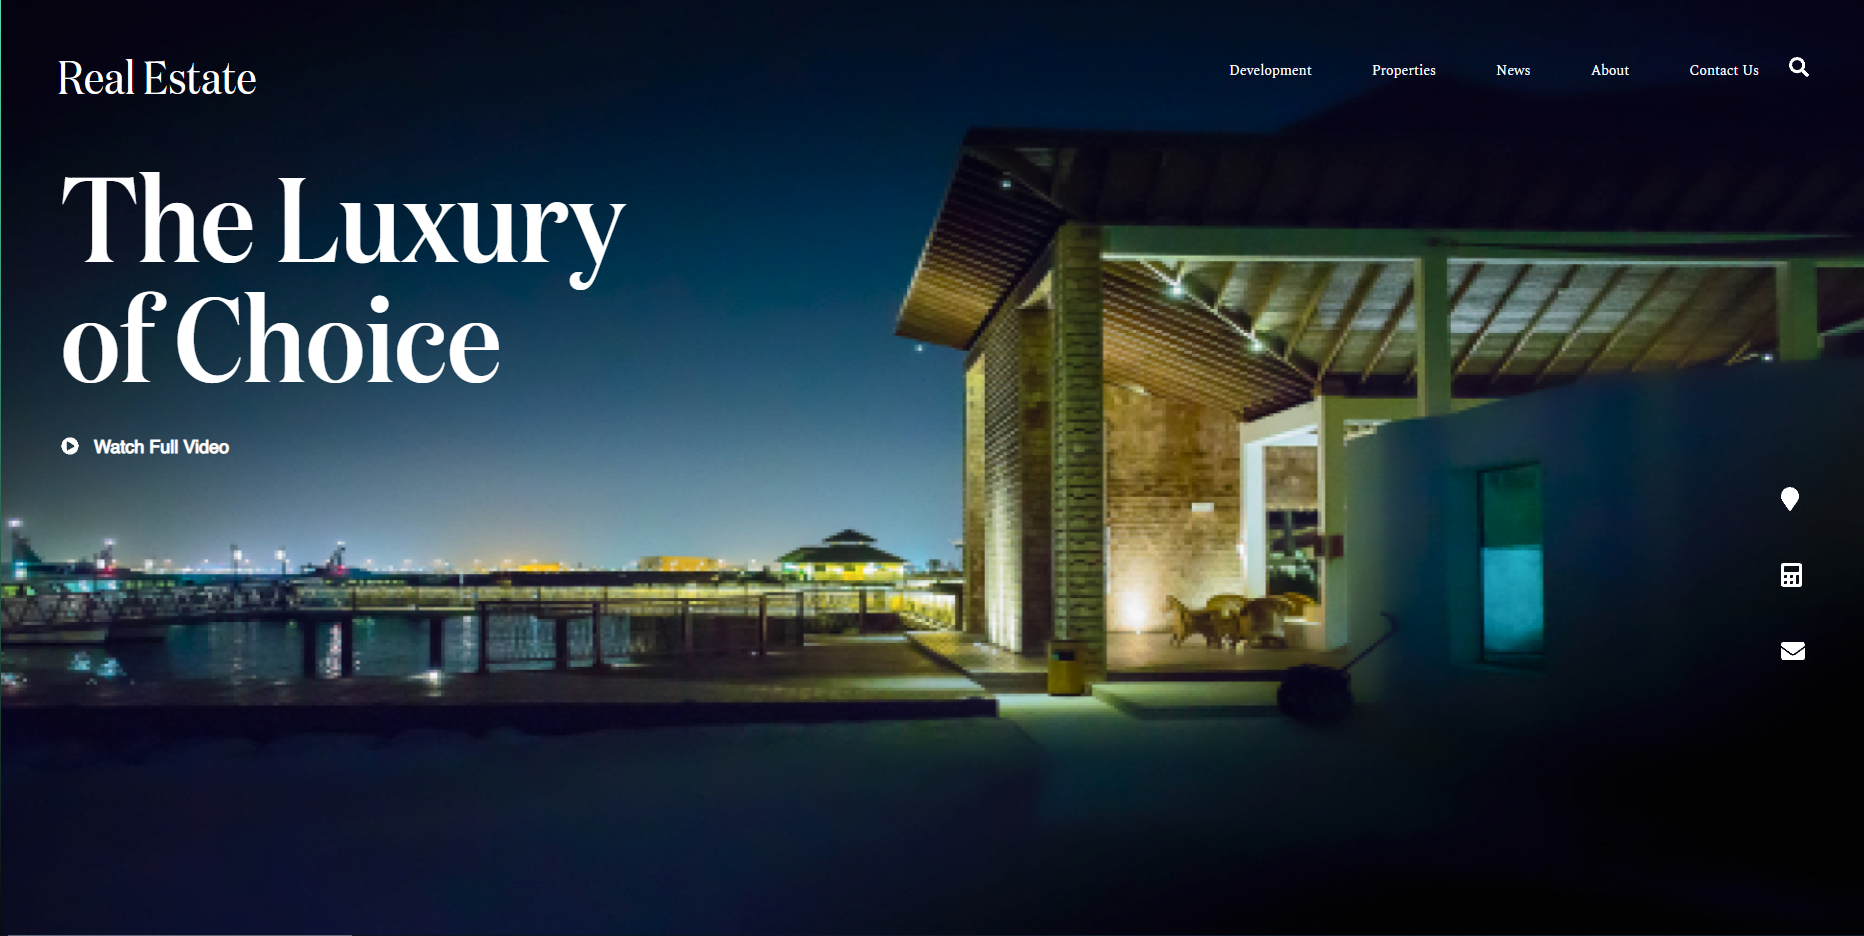 Real Estate
Development
Properties
News
About
Contact Us
The Luxury
of Choice
Watch Full Video